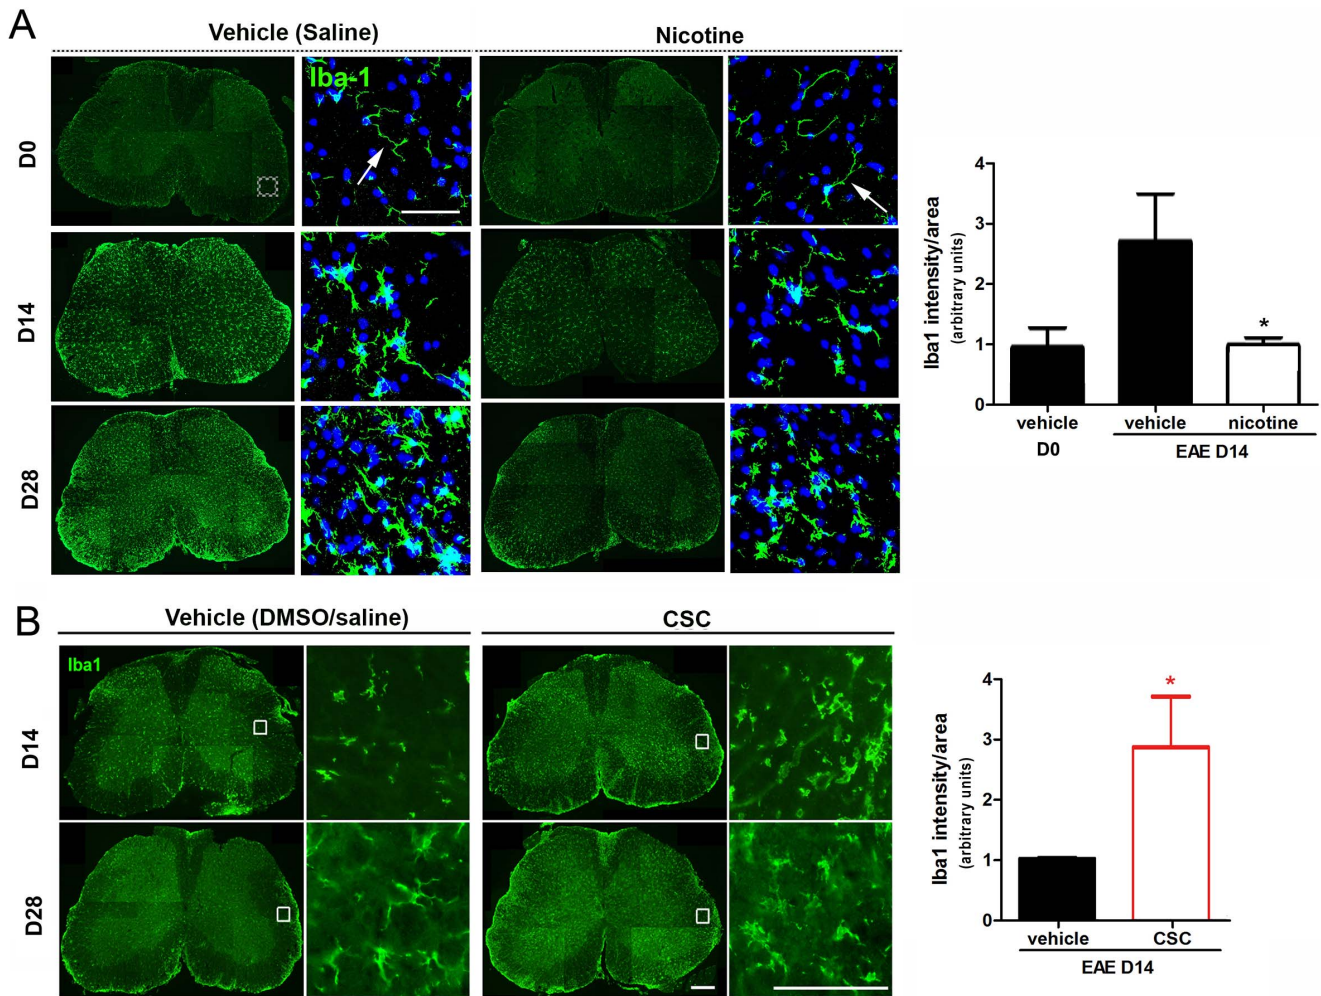 A
Vehicle (Saline)
Nicotine
Iba-1
D0
D14
D28
Iba1 intensity/area
(arbitrary units)
4
3
2
1
0
*
vehicle
vehicle
nicotine
D0
EAE D14
B
Vehicle (DMSO/saline)
CSC
Iba1
D14
D28
Iba1 intensity/area
(arbitrary units)
4
3
2
1
0
*
vehicle
CSC
EAE D14